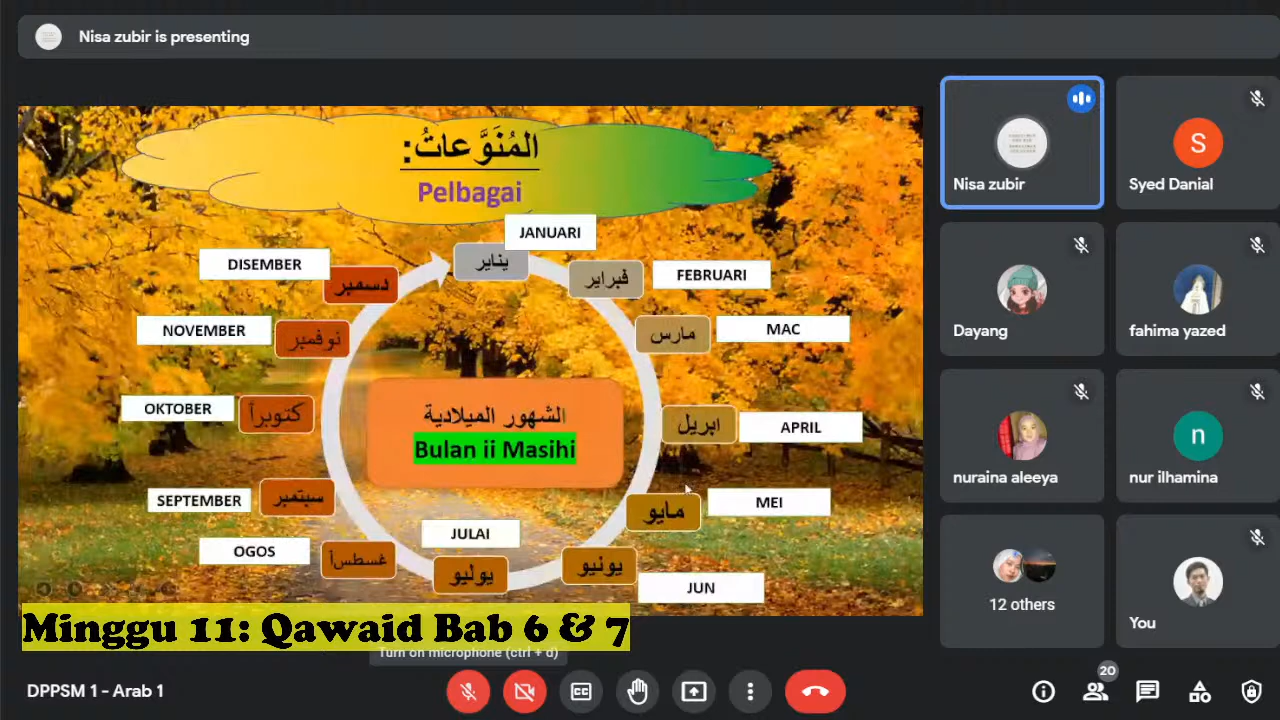 Nisa zubir is presenting
المُنَوَّعاتُ:
Pelbagai
JANUARI
يناير
FEBRUARI
فبراير
MAC
مارس
APRIL
ابريل
MEI
مايو
JUN
يونيو
JULAI
يوليو
OGOS
غسطسأ
SEPTEMBER
سبتمبر
OKTOBER
كتوبرأ
NOVEMBER
نوفمبر
DISEMBER
دسمبر
الشهور الميلادية
Bulan ii Masihi
Minggu 11: Qawaid Bab 6 & 7
Turn on microphone (ctrl + d)
DPPSM 1 - Arab 1
Nisa zubir
S
Syed Danial
Dayang
fahima yazed
nuraina aleeya
n
nur ilhamina
12 others
You
CC
20